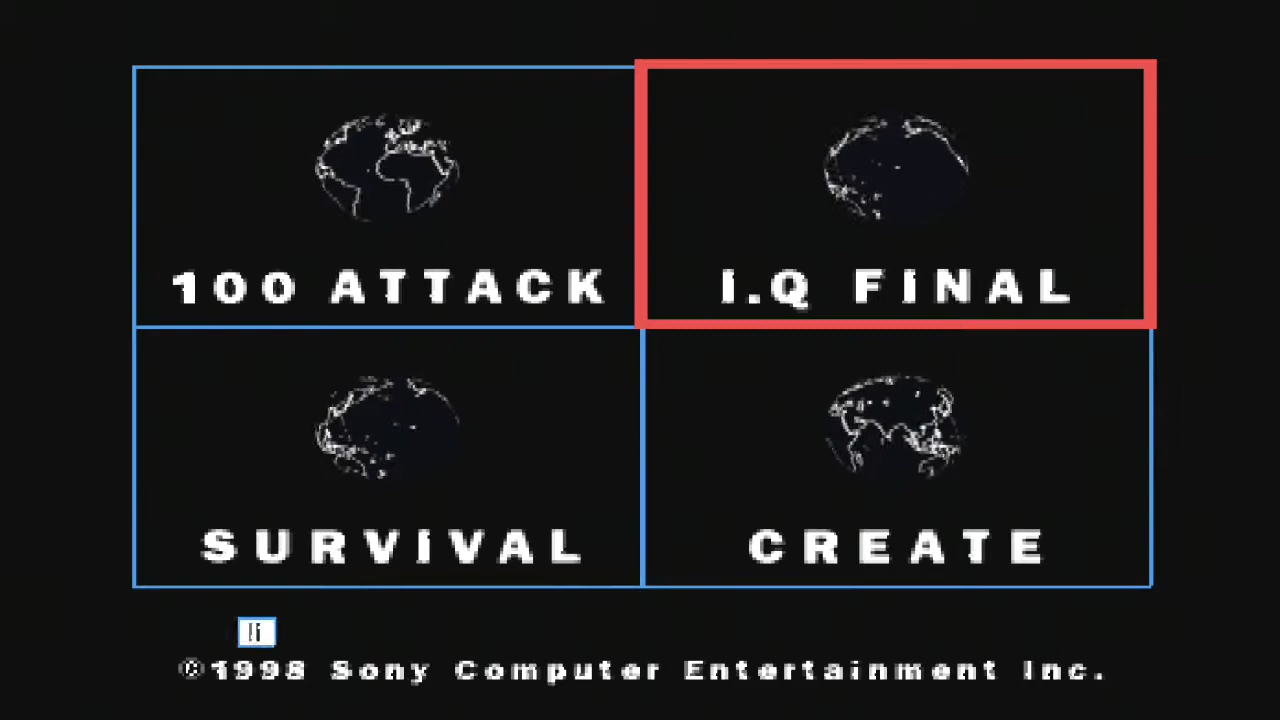 100 ATTACK
I.Q FINAL
SURVIVAL
CREATE
©1998 Sony Computer Entertainment Inc.